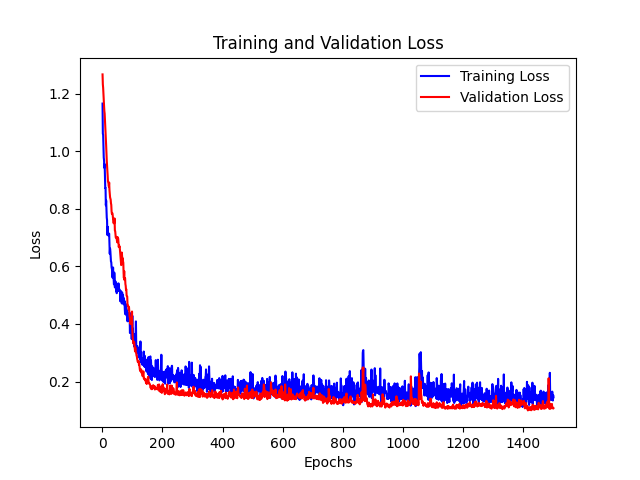 Training and Validation Loss
Training Loss
Validation Loss
Loss
1.2
1.0
0.8
0.6
0.4
0.2
0 200 400 600 800 1000 1200 1400
Epochs